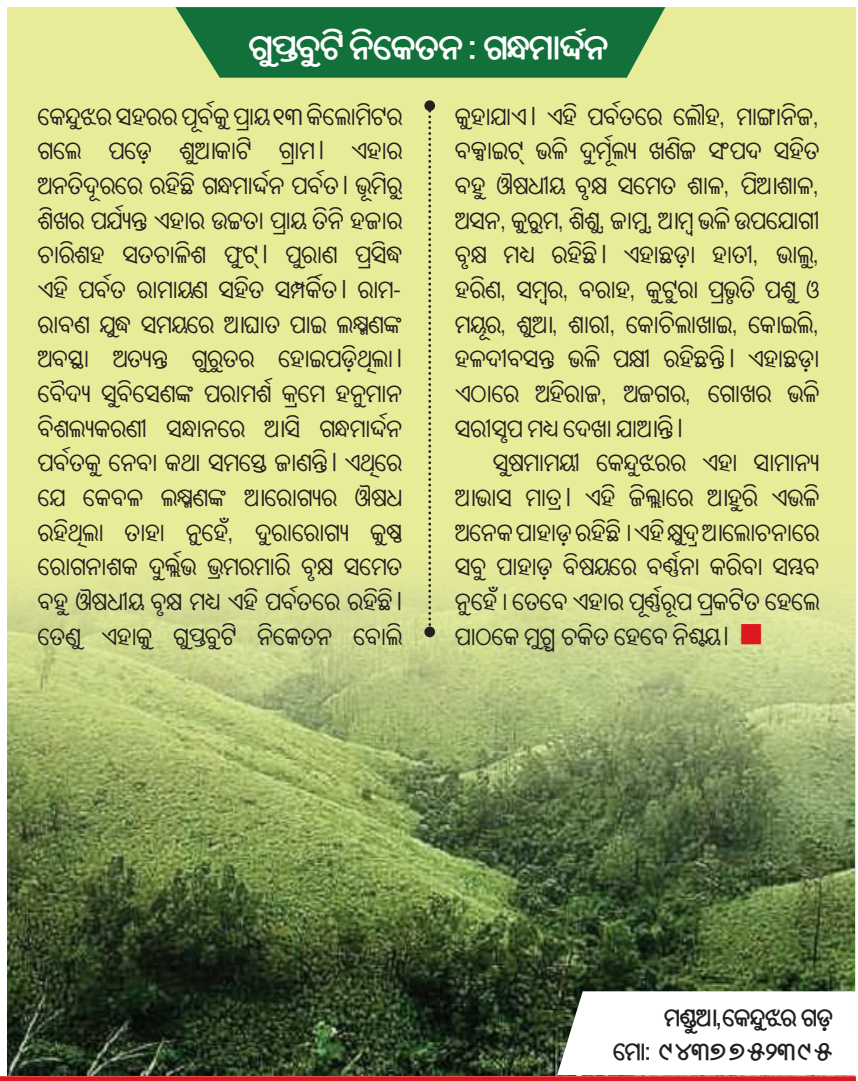 ଗୁପ୍ତବୁଟି ନିକେତନ : ଗନ୍ଧମାର୍ଦ୍ଦନ
କେନ୍ଦୁଝର ସହରର ପୂର୍ବକୁ ପ୍ରାୟ ୧୩ କିଲୋମିଟର
ଗଲେ ପଡ଼େ ଶୁଆକାଟି ଗ୍ରାମ। ଏହାର
ଅନତିଦୂରରେ ରହିଛି ଗନ୍ଧମାର୍ଦ୍ଦନ ପର୍ବତ। ଭୂମିରୁ
ଶିଖର ପର୍ଯ୍ୟନ୍ତ ଏହାର ଉଚ୍ଚତା ପ୍ରାୟ ତିନି ହଜାର
ଚାରିଶହ ସତଚାଳିଶ ଫୁଟ୍। ପୁରାଣ ପ୍ରସିଦ୍ଧ
ଏହି ପର୍ବତ ରାମାୟଣ ସହିତ ସମ୍ପର୍କିତ। ରାମ-
ରାବଣ ଯୁଦ୍ଧ ସମୟରେ ଆଘାତ ପାଇ ଲକ୍ଷ୍ମଣଙ୍କ
ଅବସ୍ଥା ଅତ୍ୟନ୍ତ ଗୁରୁତର ହୋଇପଡ଼ିଥିଲା।
ବୈଦ୍ୟ ସୁବିସେଣଙ୍କ ପରାମର୍ଶ କ୍ରମେ ହନୁମାନ
ବିଶଲ୍ୟକରଣୀ ସନ୍ଧାନରେ ଆସି ଗନ୍ଧମାର୍ଦ୍ଦନ
ପର୍ବତକୁ ନେବା କଥା ସମସ୍ତେ ଜାଣନ୍ତି। ଏଥିରେ
ଯେ କେବଳ ଲକ୍ଷ୍ମଣଙ୍କ ଆରୋଗ୍ୟର ଔଷଧ
ରହିଥିଲା ତାହା ନୁହେଁ, ଦୁରାରୋଗ୍ୟ କୁଷ୍ଠ
ରୋଗନାଶକ ଦୁର୍ଲ୍ଲଭ ଭ୍ରମରମାରି ବୃକ୍ଷ ସମେତ
ବହୁ ଔଷଧୀୟ ବୃକ୍ଷ ମଧ୍ୟ ଏହି ପର୍ବତରେ ରହିଛି।
ତେଣୁ ଏହାକୁ ଗୁପ୍ତବୁଟି ନିକେତନ ବୋଲି
କୁହାଯାଏ। ଏହି ପର୍ବତରେ ଲୌହ, ମାଙ୍ଗାନିଜ,
ବକ୍ସାଇଟ୍ ଭଳି ଦୁର୍ମୂଲ୍ୟ ଖଣିଜ ସଂପଦ ସହିତ
ବହୁ ଔଷଧୀୟ ବୃକ୍ଷ ସମେତ ଶାଳ, ପିଆଶାଳ,
ଅସନ, କୁରୁମ, ଶିଶୁ, ଜାମୁ, ଆମ୍ବ ଭଳି ଉପଯୋଗୀ
ବୃକ୍ଷ ମଧ୍ୟ ରହିଛି। ଏହାଛଡ଼ା ହାତୀ, ଭାଲୁ,
ହରିଣ, ସମ୍ବର, ବରାହ, କୁଟୁରା ପ୍ରଭୃତି ପଶୁ ଓ
ମୟୂର, ଶୁଆ, ଶାରୀ, କୋଚିଲାଖାଇ, କୋଇଲି,
ହଳଦୀବସନ୍ତ ଭଳି ପକ୍ଷୀ ରହିଛନ୍ତି। ଏହାଛଡ଼ା
ଏଠାରେ ଅହିରାଜ, ଅଜଗର, ଗୋଖର ଭଳି
ସରୀସୃପ ମଧ୍ୟ ଦେଖା ଯାଆନ୍ତି।
ସୁଷମାମୟୀ କେନ୍ଦୁଝରର ଏହା ସାମାନ୍ୟ
ଆଭାସ ମାତ୍ର। ଏହି ଜିଲ୍ଲାରେ ଆହୁରି ଏଭଳି
ଅନେକ ପାହାଡ଼ ରହିଛି । ଏହି କ୍ଷୁଦ୍ର ଆଲୋଚନାରେ
ସବୁ ପାହାଡ଼ ବିଷୟରେ ବର୍ଣ୍ଣନା କରିବା ସମ୍ଭବ
ନୁହେଁ । ତେବେ ଏହାର ପୂର୍ଣ୍ଣରୂପ ପ୍ରକଟିତ ହେଲେ
ପାଠକେ ମୁଗ୍ଧ ଚକିତ ହେବେ ନିଶ୍ଚୟ।
ମଣ୍ଡୁଆ,କେନ୍ଦୁଝର ଗଡ଼
ମୋ: ୯୪୩୭୭୫୨୩୯୫